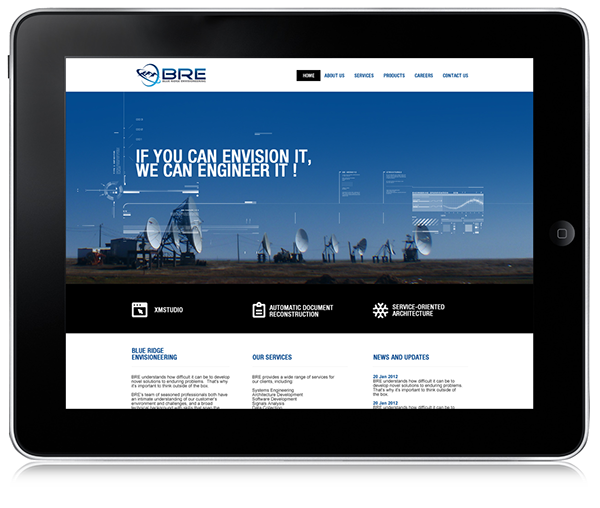 BRE
BLUE RIDGE ENVISIONEERING
HOME ABOUT US SERVICES PRODUCTS CAREERS CONTACT US
IF YOU CAN ENVISION IT,
WE CAN ENGINEER IT !
XMSTUDIO
AUTOMATIC DOCUMENT
RECONSTRUCTION
SERVICE-ORIENTED
ARCHITECTURE
BLUE RIDGE
ENVISIONEERING
BRE understands how difficult it can be to develop
novel solutions to enduring problems. That's why
it's important to think outside of the box.
BRE's team of seasoned professionals both have
an intimate understanding of our customer's
environment and challenges, and a broad
technical background with skills that span the
OUR SERVICES
BRE provides a wide range of services for
our clients, including:
Systems Engineering
Architecture Development
Software Development
Signals Analysis
Data Collection
NEWS AND UPDATES
20 Jan 2012
BRE understands how difficult it can be to
develop novel solutions to enduring problems.
That's why it's important to think outside of
the box.
20 Jan 2012
BRE understands how difficult it can be to